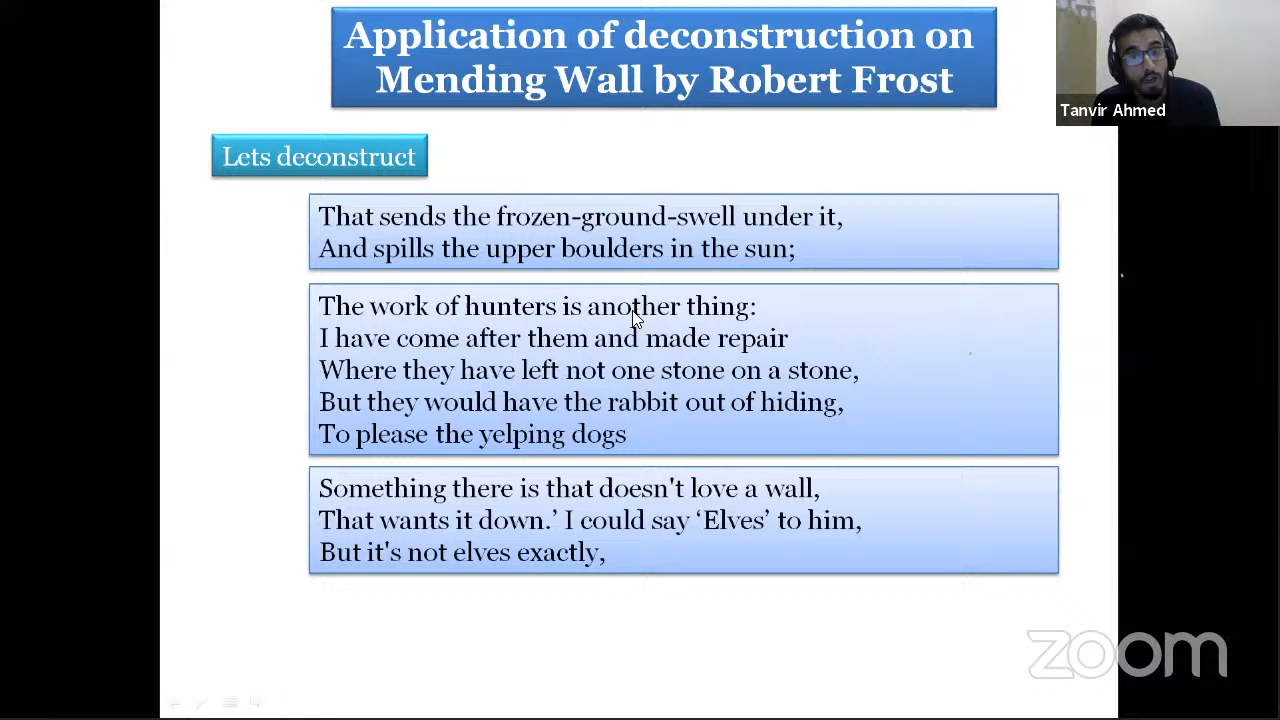 Application of deconstruction on
Mending Wall by Robert Frost
Tanvir Ahmed
Lets deconstruct
That sends the frozen-ground-swell under it,
And spills the upper boulders in the sun;
The work of hunters is another thing:
I have come after them and made repair
Where they have left not one stone on a stone,
But they would have the rabbit out of hiding,
To please the yelping dogs
Something there is that doesn't love a wall,
That wants it down.’ I could say ‘Elves’ to him,
But it's not elves exactly,
zoom